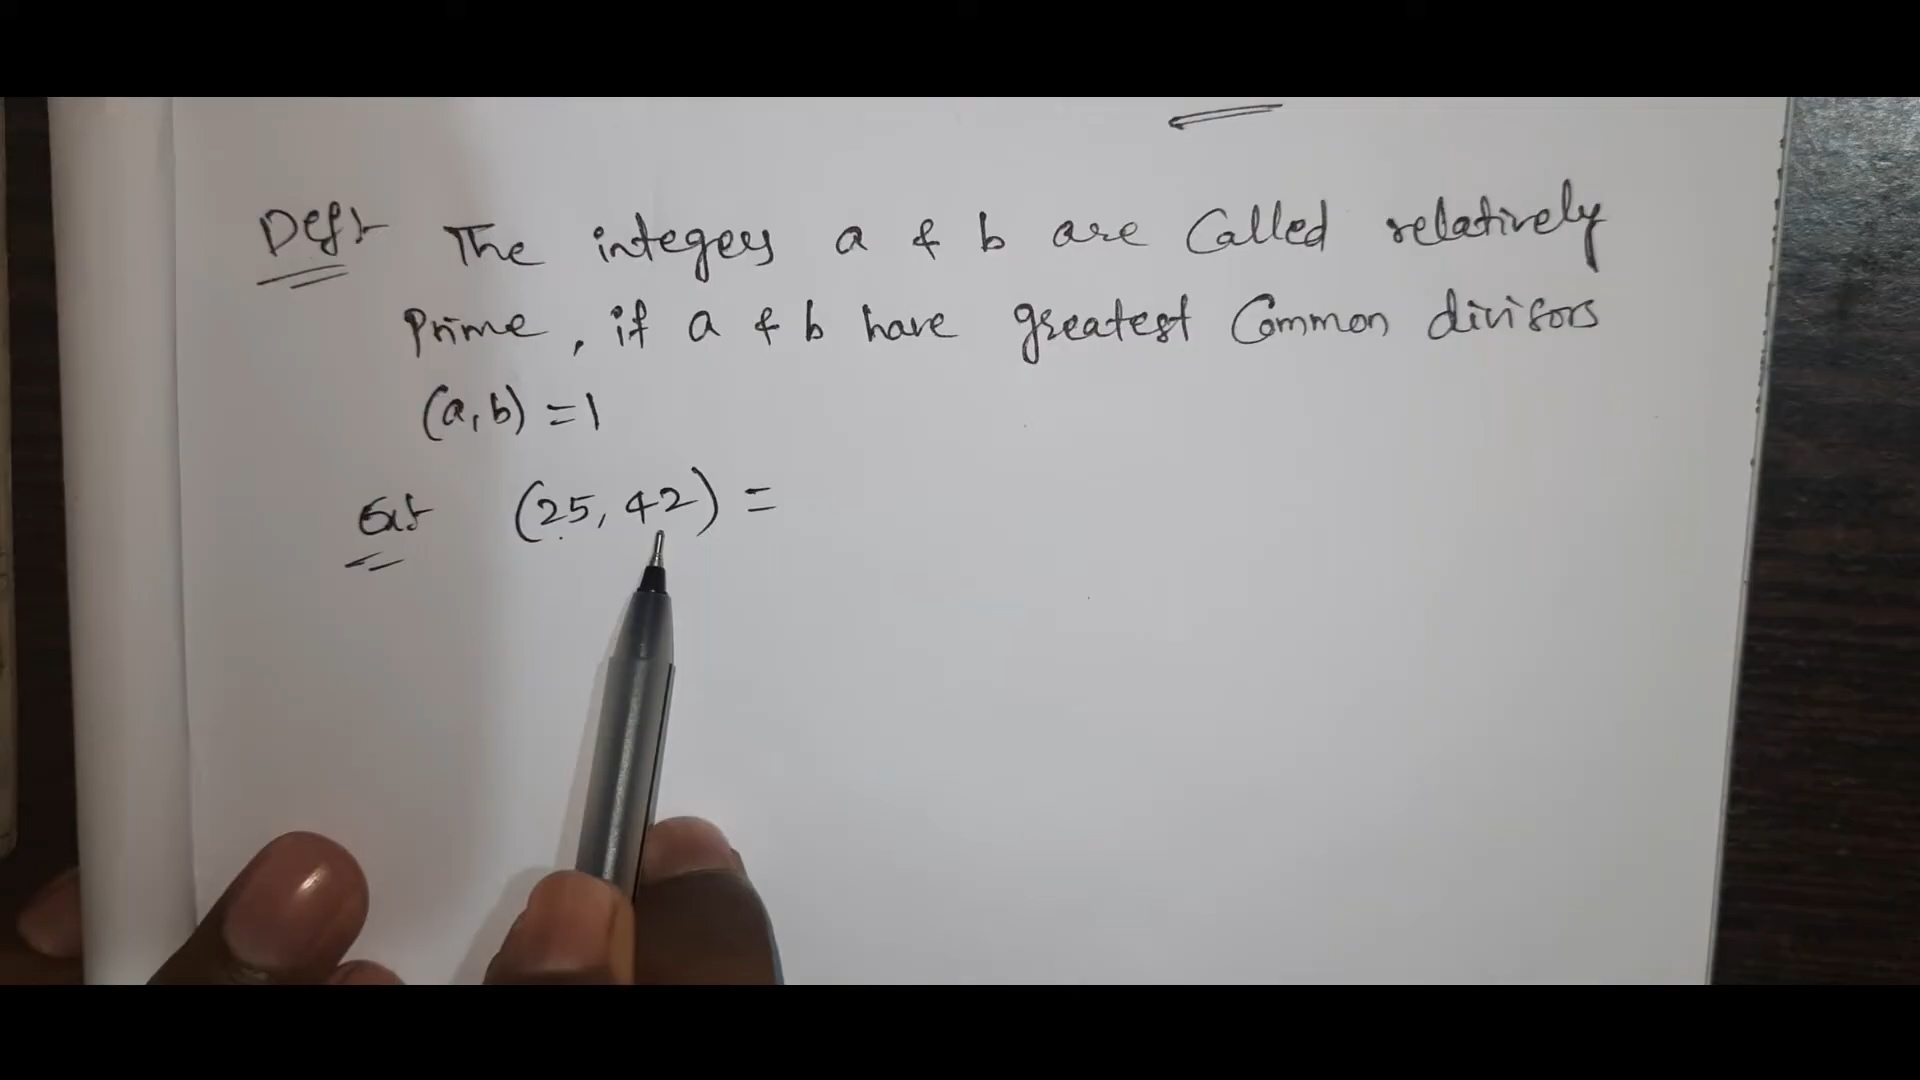 Def:- The integers a & b are Called relatively
Prime, if a & b have greatest Common divisors
(a, b) = 1
Ex:- (25, 42) =